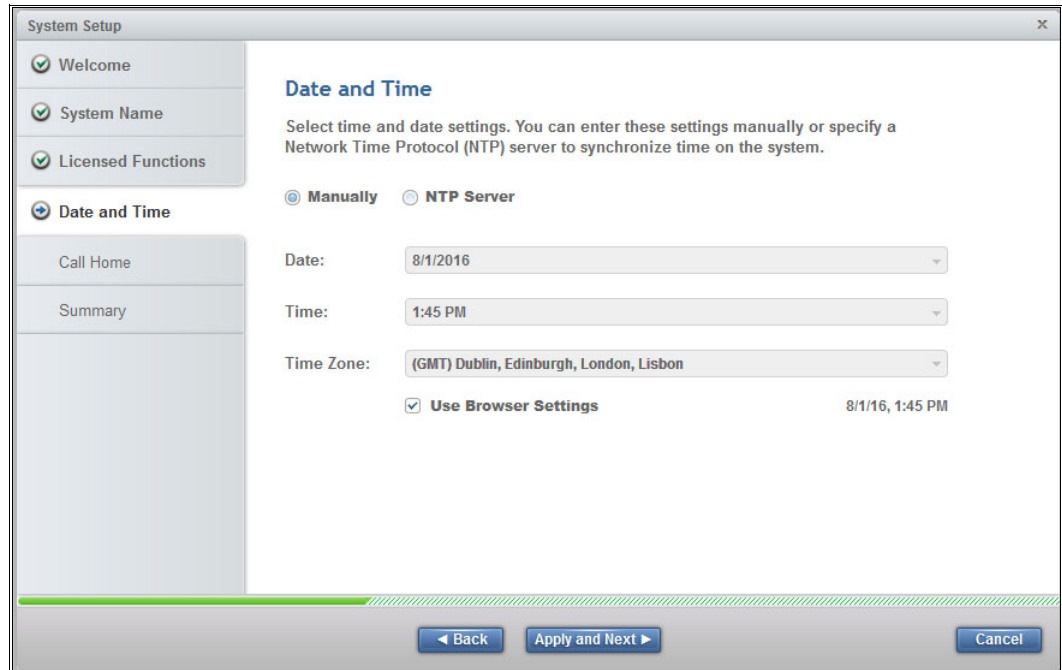 System Setup x
Welcome
System Name
Licensed Functions
Date and Time
Call Home
Summary
Date and Time
Select time and date settings. You can enter these settings manually or specify a
Network Time Protocol (NTP) server to synchronize time on the system.
Manually NTP Server
Date: 8/1/2016
Time: 1:45 PM
Time Zone: (GMT) Dublin, Edinburgh, London, Lisbon
Use Browser Settings 8/1/16, 1:45 PM
Back Apply and Next Cancel